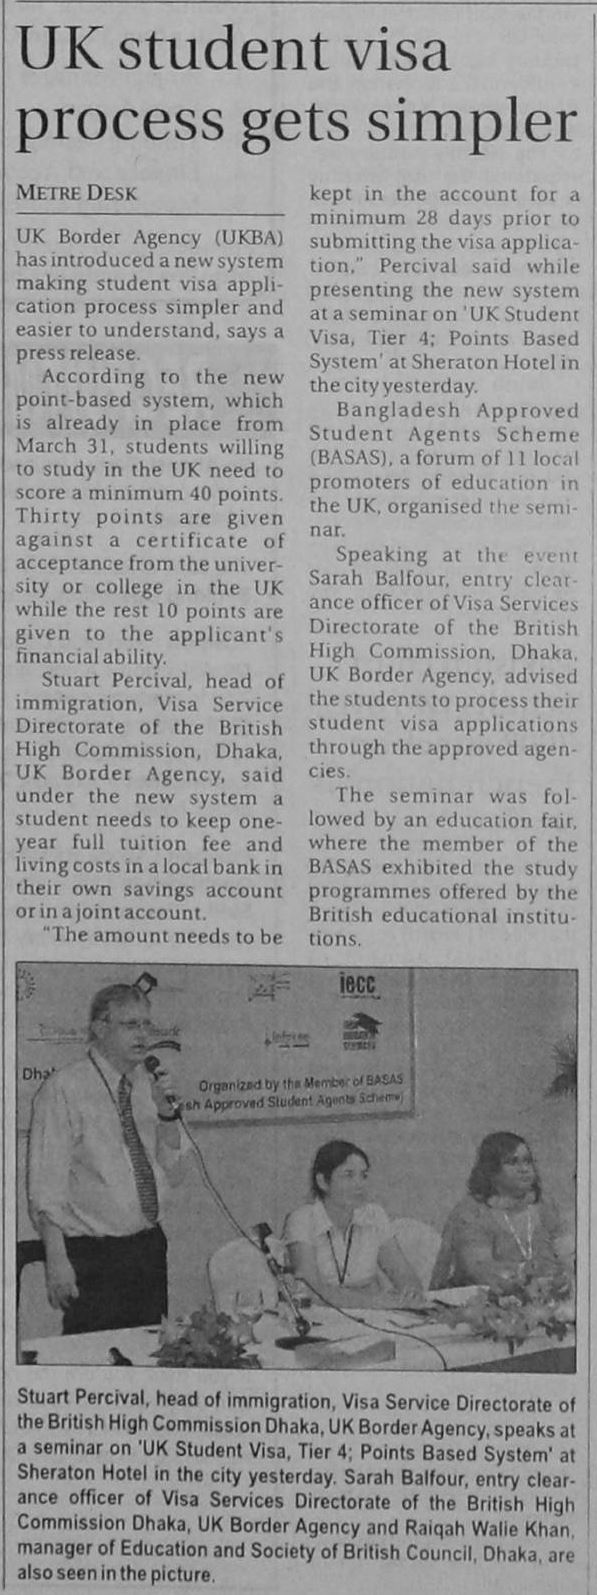 UK student visa
process gets simpler
METRE DESK
UK Border Agency (UKBA)
has introduced a new system
making student visa appli-
cation process simpler and
easier to understand, says a
press release.
According to the new
point-based system, which
is already in place from
March 31, students willing
to study in the UK need to
score a minimum 40 points.
Thirty points are given
against a certificate of
acceptance from the univer-
sity or college in the UK
while the rest 10 points are
given to the applicant's
financial ability.
Stuart Percival, head of
immigration, Visa Service
Directorate of the British
High Commission, Dhaka,
UK Border Agency, said
under the new system a
student needs to keep one-
year full tuition fee and
living costs in a local bank in
their own savings account
or in a joint account.
"The amount needs to be
kept in the account for a
minimum 28 days prior to
submitting the visa applica-
tion," Percival said while
presenting the new system
at a seminar on 'UK Student
Visa, Tier 4; Points Based
System' at Sheraton Hotel in
the city yesterday.
Bangladesh Approved
Student Agents Scheme
(BASAS), a forum of 11 local
promoters of education in
the UK, organised the semi-
nar.
Speaking at the event
Sarah Balfour, entry clear-
ance officer of Visa Services
Directorate of the British
High Commission, Dhaka,
UK Border Agency, advised
the students to process their
student visa applications
through the approved agen-
cies.
The seminar was fol-
lowed by an education fair,
where the member of the
BASAS exhibited the study
programmes offered by the
British educational institu-
tions.
iecc
Dha
Organized by the Member of BASAS
sh Approved Student Agents Scheme)
Stuart Percival, head of immigration, Visa Service Directorate of
the British High Commission Dhaka, UK Border Agency, speaks at
a seminar on 'UK Student Visa, Tier 4; Points Based System' at
Sheraton Hotel in the city yesterday. Sarah Balfour, entry clear-
ance officer of Visa Services Directorate of the British High
Commission Dhaka, UK Border Agency and Raiqah Walie Khan,
manager of Education and Society of British Council, Dhaka, are
also seen in the picture.